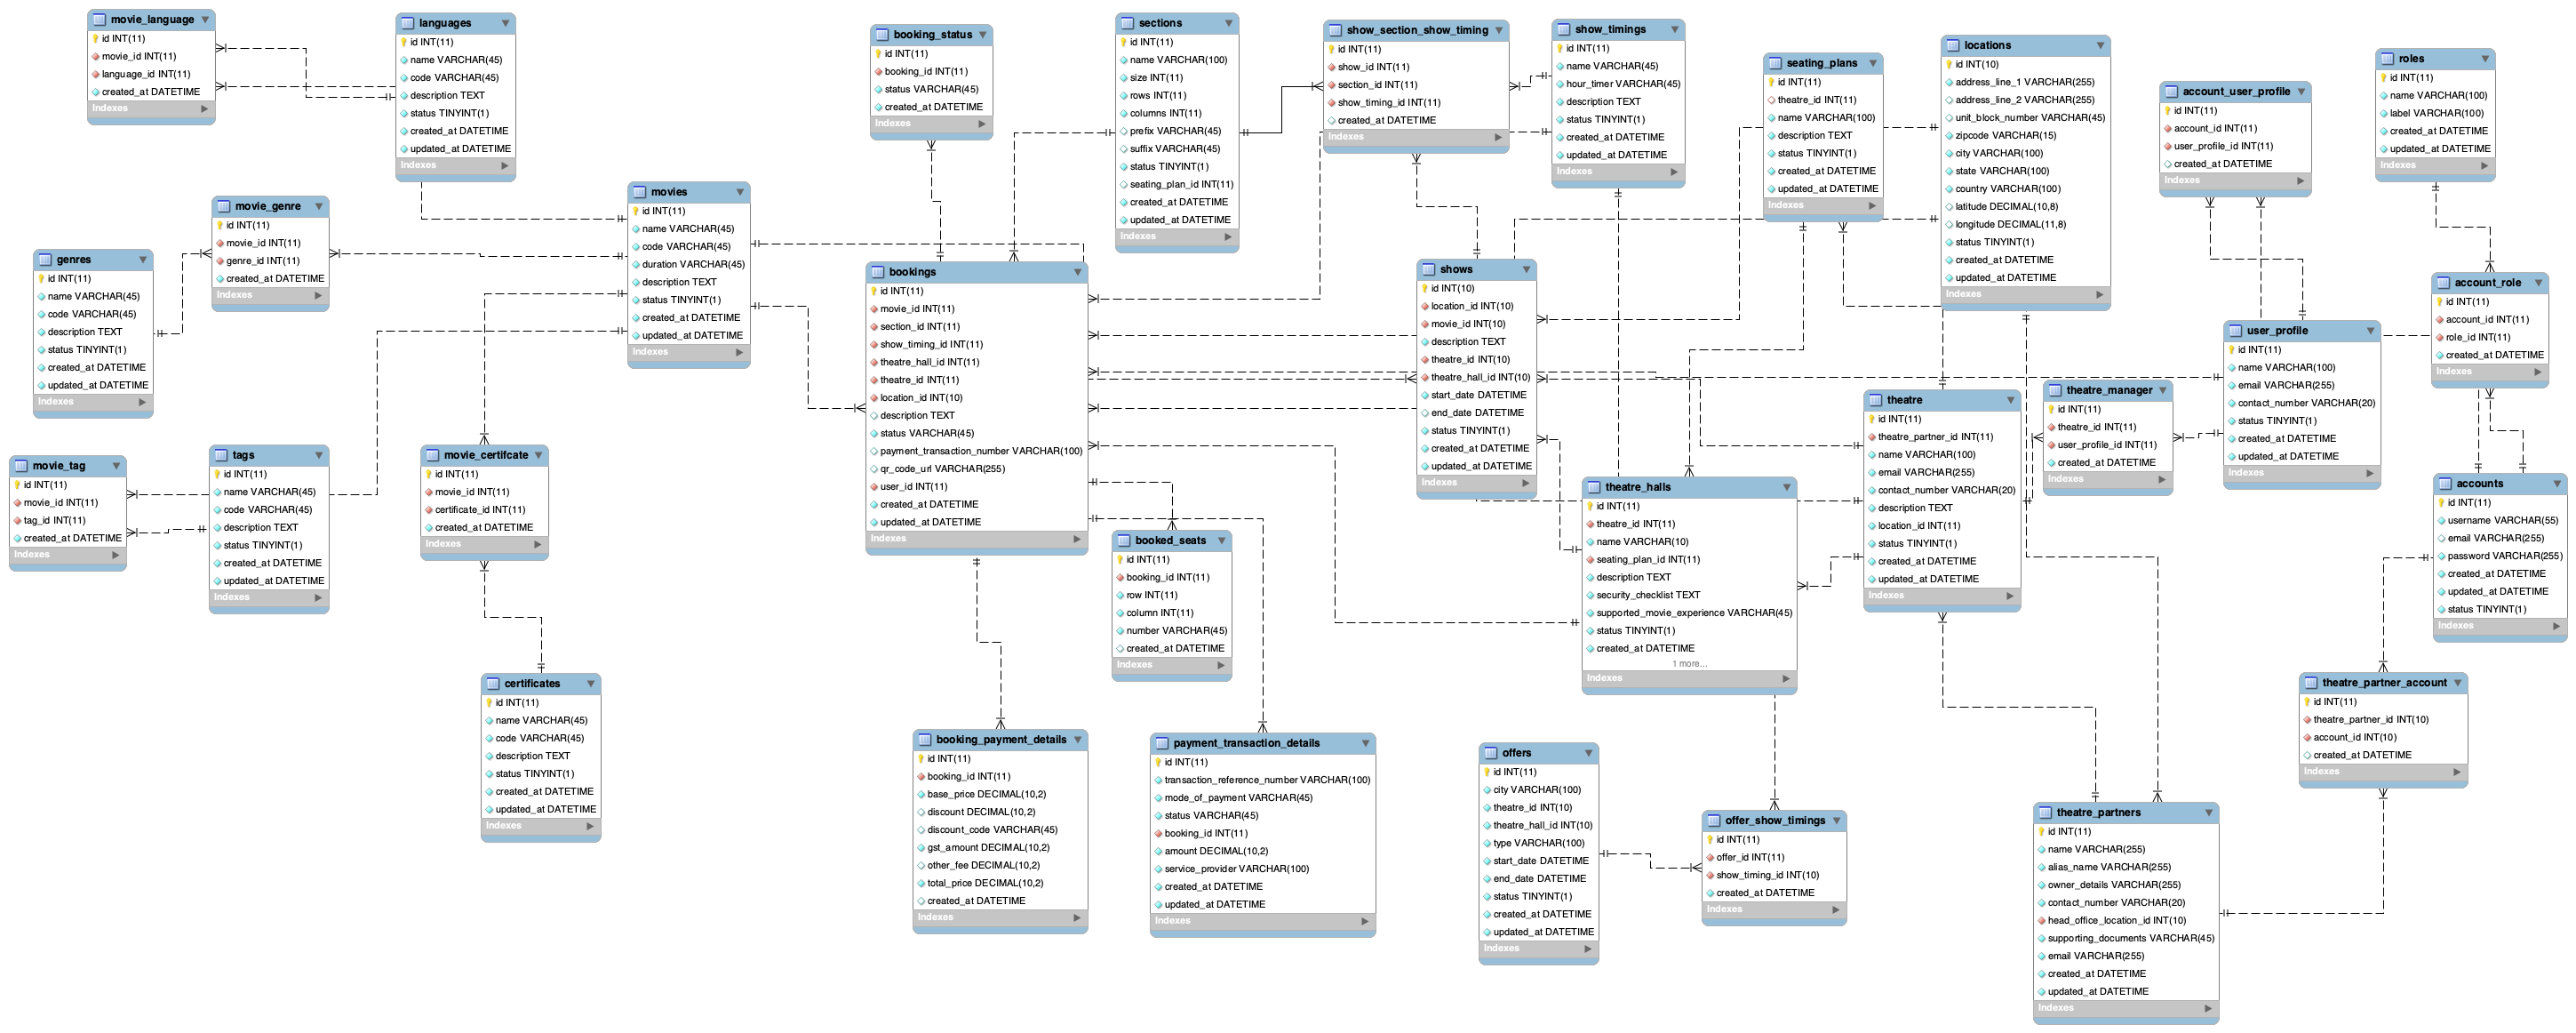 movie_language
id INT(11)
movie_id INT(11)
language_id INT(11)
created_at DATETIME
Indexes
languages
id INT(11)
name VARCHAR(45)
code VARCHAR(45)
description TEXT
status TINYINT(1)
created_at DATETIME
updated_at DATETIME
Indexes
booking_status
id INT(11)
booking_id INT(11)
status VARCHAR(45)
created_at DATETIME
Indexes
sections
id INT(11)
name VARCHAR(100)
size INT(11)
rows INT(11)
columns INT(11)
prefix VARCHAR(45)
suffix VARCHAR(45)
status TINYINT(1)
seating_plan_id INT(11)
created_at DATETIME
updated_at DATETIME
Indexes
show_section_show_timing
id INT(11)
show_id INT(11)
section_id INT(11)
show_timing_id INT(11)
created_at DATETIME
Indexes
show_timings
id INT(11)
name VARCHAR(45)
hour_timer VARCHAR(45)
description TEXT
status TINYINT(1)
created_at DATETIME
updated_at DATETIME
Indexes
seating_plans
id INT(11)
theatre_id INT(11)
name VARCHAR(100)
description TEXT
status TINYINT(1)
created_at DATETIME
updated_at DATETIME
Indexes
locations
id INT(10)
address_line_1 VARCHAR(255)
address_line_2 VARCHAR(255)
unit_block_number VARCHAR(45)
zipcode VARCHAR(15)
city VARCHAR(100)
state VARCHAR(100)
country VARCHAR(100)
latitude DECIMAL(10,8)
longitude DECIMAL(11,8)
status TINYINT(1)
created_at DATETIME
updated_at DATETIME
Indexes
account_user_profile
id INT(11)
account_id INT(11)
user_profile_id INT(11)
created_at DATETIME
Indexes
roles
id INT(11)
name VARCHAR(100)
label VARCHAR(100)
created_at DATETIME
updated_at DATETIME
Indexes
genres
id INT(11)
name VARCHAR(45)
code VARCHAR(45)
description TEXT
status TINYINT(1)
created_at DATETIME
updated_at DATETIME
Indexes
movie_genre
id INT(11)
movie_id INT(11)
genre_id INT(11)
created_at DATETIME
Indexes
movies
id INT(11)
name VARCHAR(45)
code VARCHAR(45)
duration VARCHAR(45)
description TEXT
status TINYINT(1)
created_at DATETIME
updated_at DATETIME
Indexes
bookings
id INT(11)
movie_id INT(11)
section_id INT(11)
show_timing_id INT(11)
theatre_hall_id INT(11)
theatre_id INT(11)
location_id INT(10)
description TEXT
status VARCHAR(45)
payment_transaction_number VARCHAR(100)
qr_code_url VARCHAR(255)
user_id INT(11)
created_at DATETIME
updated_at DATETIME
Indexes
shows
id INT(10)
location_id INT(10)
movie_id INT(10)
description TEXT
theatre_id INT(10)
theatre_hall_id INT(10)
start_date DATETIME
end_date DATETIME
status TINYINT(1)
created_at DATETIME
updated_at DATETIME
Indexes
theatre
id INT(11)
theatre_partner_id INT(11)
name VARCHAR(100)
email VARCHAR(255)
contact_number VARCHAR(20)
description TEXT
location_id INT(11)
status TINYINT(1)
created_at DATETIME
updated_at DATETIME
Indexes
theatre_manager
id INT(11)
theatre_id INT(11)
user_profile_id INT(11)
created_at DATETIME
Indexes
user_profile
id INT(11)
name VARCHAR(100)
email VARCHAR(255)
contact_number VARCHAR(20)
status TINYINT(1)
created_at DATETIME
updated_at DATETIME
Indexes
account_role
id INT(11)
account_id INT(11)
role_id INT(11)
created_at DATETIME
Indexes
movie_tag
id INT(11)
movie_id INT(11)
tag_id INT(11)
created_at DATETIME
Indexes
tags
id INT(11)
name VARCHAR(45)
code VARCHAR(45)
description TEXT
status TINYINT(1)
created_at DATETIME
updated_at DATETIME
Indexes
movie_certifcate
id INT(11)
movie_id INT(11)
certificate_id INT(11)
created_at DATETIME
Indexes
booked_seats
id INT(11)
booking_id INT(11)
row INT(11)
column INT(11)
number VARCHAR(45)
created_at DATETIME
Indexes
theatre_halls
id INT(11)
theatre_id INT(11)
name VARCHAR(10)
seating_plan_id INT(11)
description TEXT
security_checklist TEXT
supported_movie_experience VARCHAR(45)
status TINYINT(1)
created_at DATETIME
1 more...
Indexes
accounts
id INT(11)
username VARCHAR(55)
email VARCHAR(255)
password VARCHAR(255)
created_at DATETIME
updated_at DATETIME
status TINYINT(1)
Indexes
certificates
id INT(11)
name VARCHAR(45)
code VARCHAR(45)
description TEXT
status TINYINT(1)
created_at DATETIME
updated_at DATETIME
Indexes
booking_payment_details
id INT(11)
booking_id INT(11)
base_price DECIMAL(10,2)
discount DECIMAL(10,2)
discount_code VARCHAR(45)
gst_amount DECIMAL(10,2)
other_fee DECIMAL(10,2)
total_price DECIMAL(10,2)
created_at DATETIME
Indexes
payment_transaction_details
id INT(11)
transaction_reference_number VARCHAR(100)
mode_of_payment VARCHAR(45)
status VARCHAR(45)
booking_id INT(11)
amount DECIMAL(10,2)
service_provider VARCHAR(100)
created_at DATETIME
updated_at DATETIME
Indexes
offers
id INT(11)
city VARCHAR(100)
theatre_id INT(10)
theatre_hall_id INT(10)
type VARCHAR(100)
start_date DATETIME
end_date DATETIME
status TINYINT(1)
created_at DATETIME
updated_at DATETIME
Indexes
offer_show_timings
id INT(11)
offer_id INT(11)
show_timing_id INT(10)
created_at DATETIME
Indexes
theatre_partner_account
id INT(11)
theatre_partner_id INT(10)
account_id INT(10)
created_at DATETIME
Indexes
theatre_partners
id INT(11)
name VARCHAR(255)
alias_name VARCHAR(255)
owner_details VARCHAR(255)
contact_number VARCHAR(20)
head_office_location_id INT(10)
supporting_documents VARCHAR(45)
email VARCHAR(255)
created_at DATETIME
updated_at DATETIME
Indexes